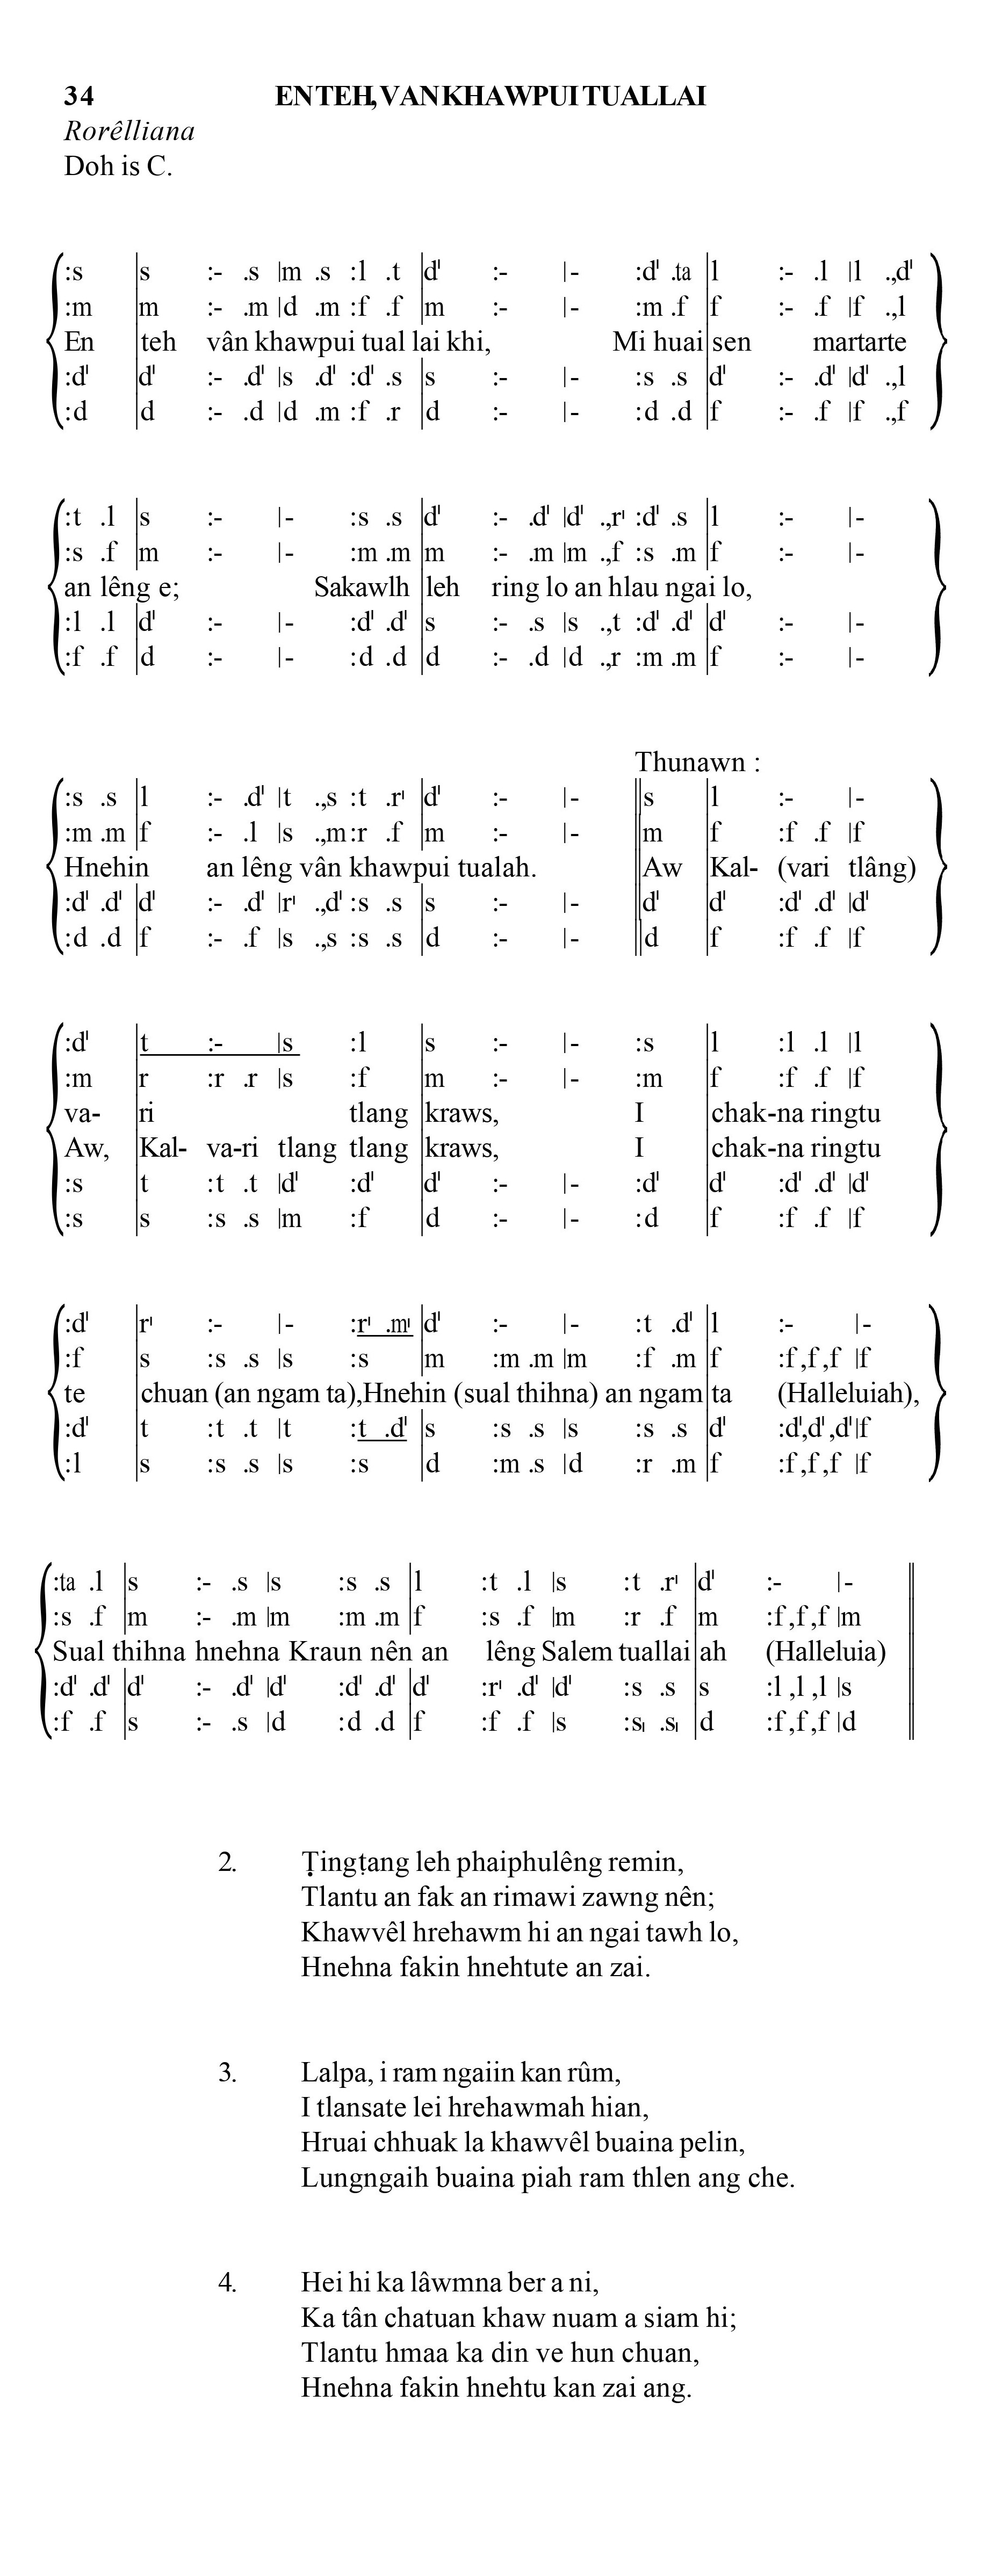 34 EN TEH, VAN KHAWPUI TUALLAI
Rorêlliana
Doh is C.
:s |s :- .s |m .s :l .t |d' :- |- :d' .ta |l :- .l |l .,d'
:m |m :- .m |d .m :f .f |m :- |- :m .f |f :- .f |f .,l
En teh vân khawpui tual lai khi, Mi huai sen martarte
:d' |d' :- .d' |s .d' :d' .s |s :- |- :s .s |d' :- .d' |d' .,l
:d |d :- .d |d .m :f .r |d :- |- :d .d |f :- .f |f .,f
:t .l |s :- |- :s .s |d' :- .d' |d' .,r' :d' .s |l :- |-
:s .f |m :- |- :m .m |m :- .m |m .,f :s .m |f :- |-
an lêng e; Sakawlh leh ring lo an hlau ngai lo,
:l .l |d' :- |- :d' .d' |s :- .s |s .,t :d' .d' |d' :- |-
:f .f |d :- |- :d .d |d :- .d |d .,r :m .m |f :- |-
Thunawn :
:s .s |l :- .d' |t .,s :t .r' |d' :- |- ||s |l :- |-
:m .m |f :- .l |s .,m :r .f |m :- |- ||m |f :f .f |f
Hnehin an lêng vân khawpui tualah. Aw Kal- (vari tlâng)
:d' .d' |d' :- .d' |r' .,d' :s .s |s :- |- ||d' |d' :d' .d' |d'
:d .d |f :- .f |s .,s :s .s |d :- |- ||d |f :f .f |f
:d' |t :- |s :l |s :- |- :s |l :l .l |l
:m |r :r .r |s :f |m :- |- :m |f :f .f |f
va- ri tlang kraws, I chak-na ringtu
Aw, Kal- va-ri tlang tlang kraws, I chak-na ringtu
:s |t :t .t |d' :d' |d' :- |- :d' |d' :d' .d' |d'
:s |s :s .s |m :f |d :- |- :d |f :f .f |f
:d' |r' :- |- :r' .m' |d' :- |- :t .d' |l :- |-
:f |s :s .s |s :s |m :m .m |m :f .m |f :f ,f ,f |f
te chuan (an ngam ta),Hnehin (sual thihna) an ngam ta (Halleluiah),
:d' |t :t .t |t :t .d' |s :s .s |s :s .s |d' :d',d' ,d'|f
:l |s :s .s |s :s |d :m .s |d :r .m |f :f ,f ,f |f
:ta .l |s :- .s |s :s .s |l :t .l |s :t .r' |d' :- |-
:s .f |m :- .m |m :m .m |f :s .f |m :r .f |m :f ,f ,f |m
Sual thihna hnehna Kraun nên an lêng Salem tuallai ah (Halleluia)
:d' .d' |d' :- .d' |d' :d' .d' |d' :r' .d' |d' :s .s |s :l ,l ,l |s
:f .f |s :- .s |d :d .d |f :f .f |s :s, .s, |d :f ,f ,f |d
2. Ṭingṭang leh phaiphulêng remin,
Tlantu an fak an rimawi zawng nên;
Khawvêl hrehawm hi an ngai tawh lo,
Hnehna fakin hnehtute an zai.
3. Lalpa, i ram ngaiin kan rûm,
I tlansate lei hrehawmah hian,
Hruai chhuak la khawvêl buaina pelin,
Lungngaih buaina piah ram thlen ang che.
4. Hei hi ka lâwmna ber a ni,
Ka tân chatuan khaw nuam a siam hi;
Tlantu hmaa ka din ve hun chuan,
Hnehna fakin hnehtu kan zai ang.